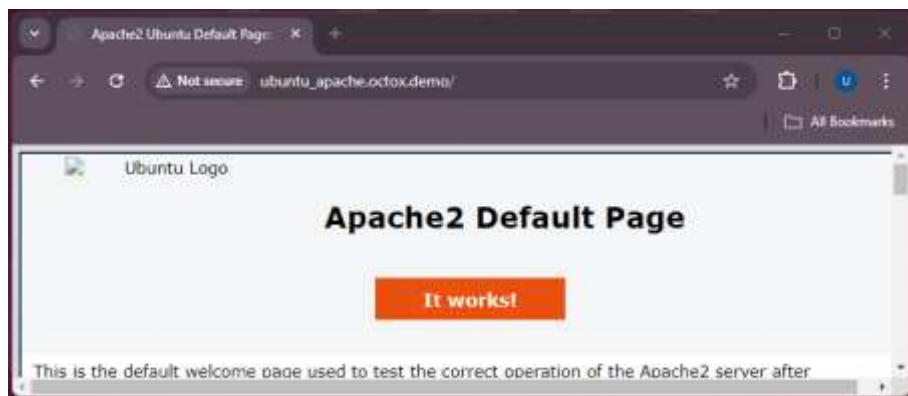 Apache2 Ubuntu Default Page:
Not secure ubuntu_apache.octox.demo/
U
All Bookmarks
Ubuntu Logo
Apache2 Default Page
It works!
This is the default welcome page used to test the correct operation of the Apache2 server after